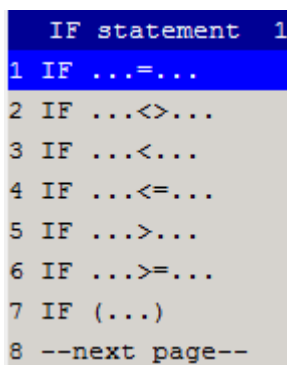 IF statement 1
1 IF ...=...
2 IF ...<>...
3 IF ...<...
4 IF ...<=...
5 IF ...>...
6 IF ...>=...
7 IF (...)
8 --next page--